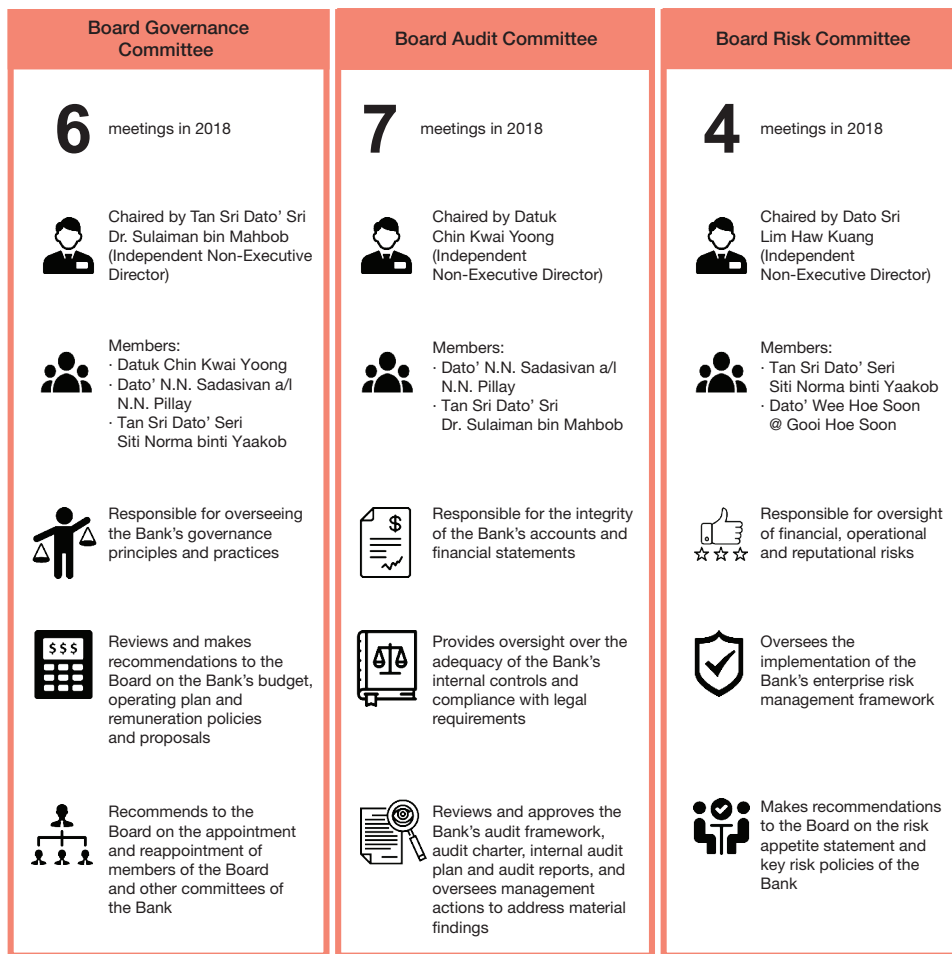 Board Governance
Committee
6
meetings in 2018
Chaired by Tan Sri Dato’ Sri
Dr. Sulaiman bin Mahbob
(Independent Non-Executive
Director)
Members:
· Datuk Chin Kwai Yoong
· Dato’ N.N. Sadasivan a/l
N.N. Pillay
· Tan Sri Dato’ Seri
Siti Norma binti Yaakob
Responsible for overseeing
the Bank’s governance
principles and practices
$$$
Reviews and makes
recommendations to the
Board on the Bank’s budget,
operating plan and
remuneration policies
and proposals
Recommends to the
Board on the appointment
and reappointment of
members of the Board
and other committees of
the Bank
Board Audit Committee
7
meetings in 2018
Chaired by Datuk
Chin Kwai Yoong
(Independent
Non-Executive Director)
Members:
· Dato’ N.N. Sadasivan a/l
N.N. Pillay
· Tan Sri Dato’ Sri
Dr. Sulaiman bin Mahbob
$
Responsible for the integrity
of the Bank’s accounts and
financial statements
Provides oversight over the
adequacy of the Bank’s
internal controls and
compliance with legal
requirements
Reviews and approves the
Bank’s audit framework,
audit charter, internal audit
plan and audit reports, and
oversees management
actions to address material
findings
Board Risk Committee
4
meetings in 2018
Chaired by Dato Sri
Lim Haw Kuang
(Independent
Non-Executive Director)
Members:
· Tan Sri Dato’ Seri
Siti Norma binti Yaakob
· Dato’ Wee Hoe Soon
@ Gooi Hoe Soon
Responsible for oversight
of financial, operational
and reputational risks
Oversees the
implementation of the
Bank’s enterprise risk
management framework
Makes recommendations
to the Board on the risk
appetite statement and
key risk policies of the
Bank